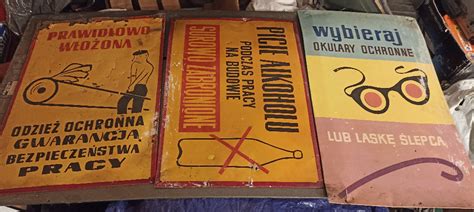 PRAWIDŁOWO
WŁOŻONA
ODZIEŻ OCHRONNA
GWARANCJĄ
BEZPIECZEŃSTWA
PRACY
PICIE ALKOHOLU
PODCZAS PRACY
NA BUDOWIE
SUROWO ZABRONIONE
wybieraj
OKULARY OCHRONNE
LUB LASKĘ ŚLEPCA